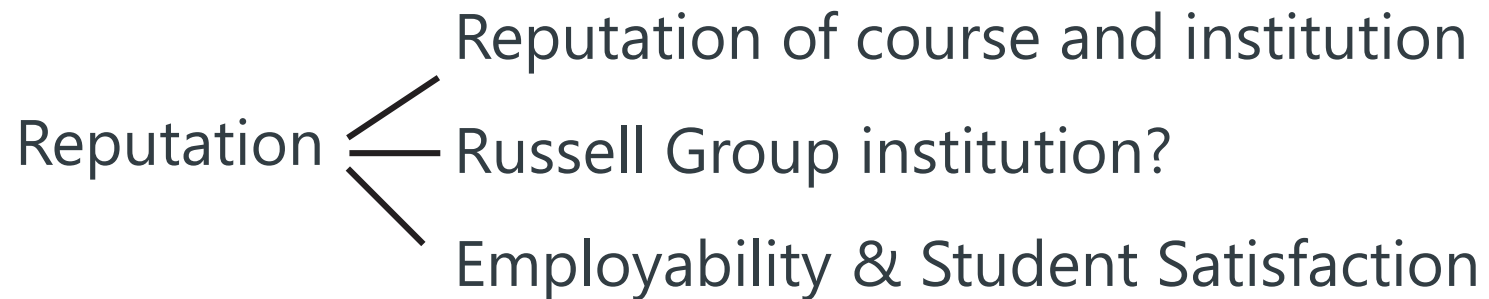 Reputation
Reputation of course and institution
Russell Group institution?
Employability & Student Satisfaction